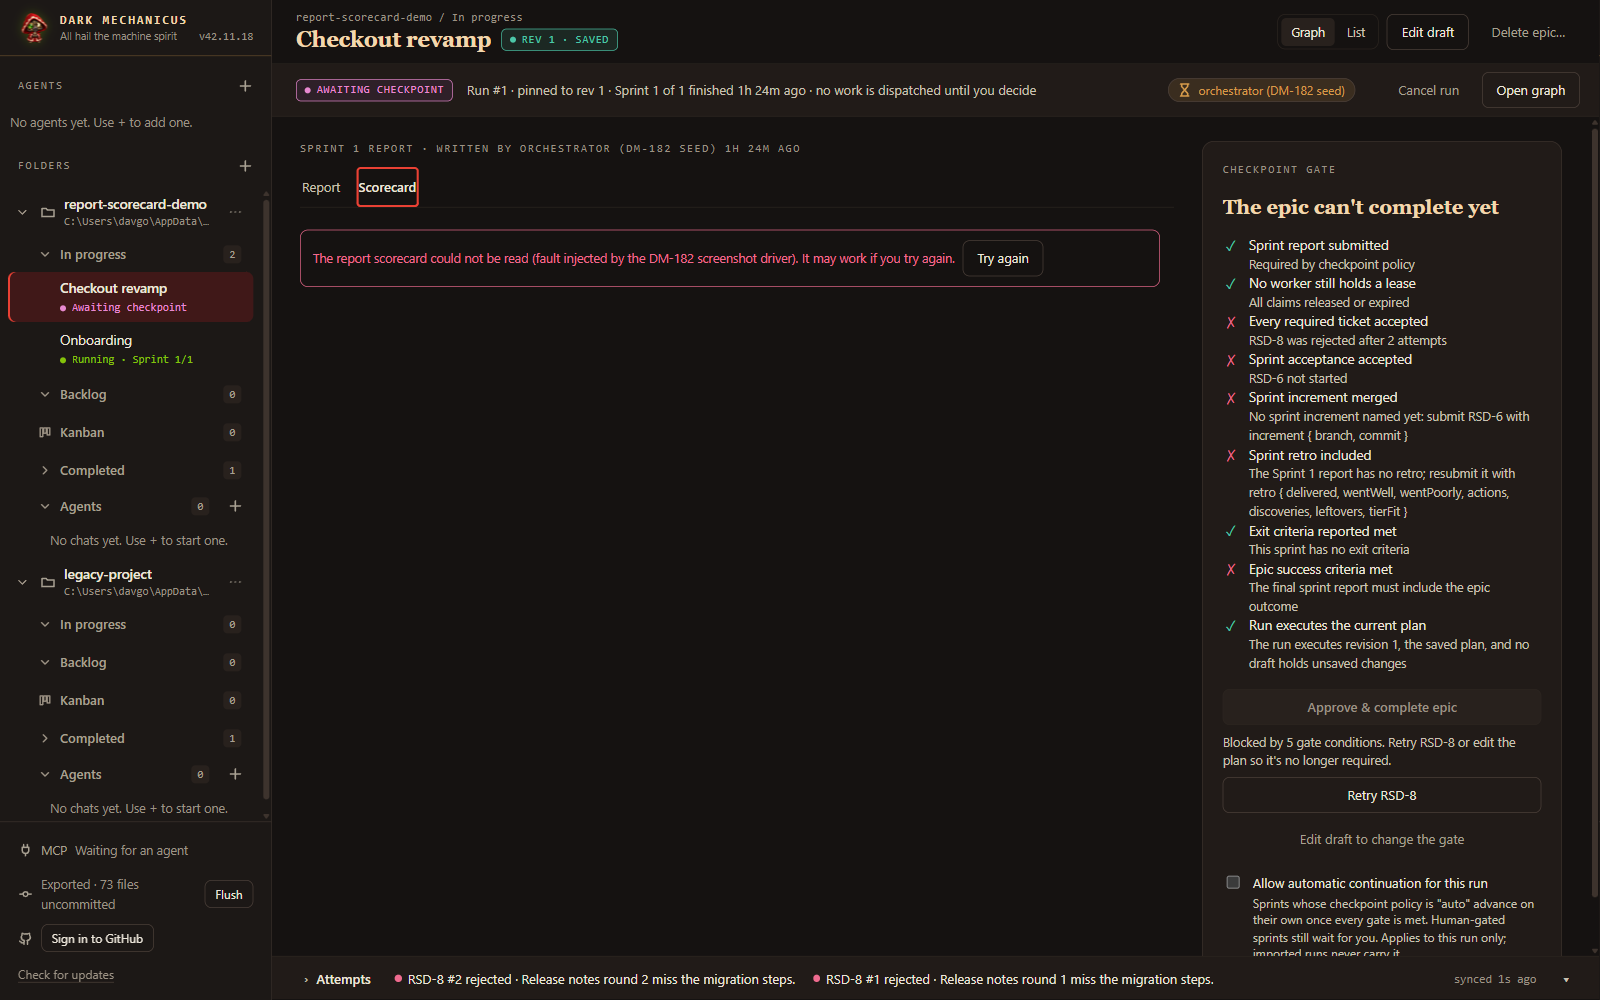 DARK MECHANICUS
All hail the machine spirit
v42.11.18
AGENTS
No agents yet. Use + to add one.
FOLDERS
report-scorecard-demo
C:\Users\davgo\AppData\…
In progress
2
Checkout revamp
Awaiting checkpoint
Onboarding
Running · Sprint 1/1
Backlog
0
Kanban
0
Completed
1
Agents
0
No chats yet. Use + to start one.
legacy-project
C:\Users\davgo\AppData\…
In progress
0
Backlog
0
Kanban
0
Completed
1
Agents
0
No chats yet. Use + to start one.
MCP Waiting for an agent
Exported · 73 files
uncommitted
Flush
Sign in to GitHub
Check for updates
report-scorecard-demo / In progress
Checkout revamp
REV 1 · SAVED
Graph
List
Edit draft
Delete epic…
AWAITING CHECKPOINT
Run #1 · pinned to rev 1 · Sprint 1 of 1 finished 1h 24m ago · no work is dispatched until you decide
orchestrator (DM-182 seed)
Cancel run
Open graph
SPRINT 1 REPORT · WRITTEN BY ORCHESTRATOR (DM-182 SEED) 1H 24M AGO
Report
Scorecard
The report scorecard could not be read (fault injected by the DM-182 screenshot driver). It may work if you try again.
Try again
CHECKPOINT GATE
The epic can't complete yet
✓ Sprint report submitted
Required by checkpoint policy
✓ No worker still holds a lease
All claims released or expired
✗ Every required ticket accepted
RSD-8 was rejected after 2 attempts
✗ Sprint acceptance accepted
RSD-6 not started
✗ Sprint increment merged
No sprint increment named yet: submit RSD-6 with
increment { branch, commit }
✗ Sprint retro included
The Sprint 1 report has no retro; resubmit it with
retro { delivered, wentWell, wentPoorly, actions,
discoveries, leftovers, tierFit }
✓ Exit criteria reported met
This sprint has no exit criteria
✗ Epic success criteria met
The final sprint report must include the epic
outcome
✓ Run executes the current plan
The run executes revision 1, the saved plan, and no
draft holds unsaved changes
Approve & complete epic
Blocked by 5 gate conditions. Retry RSD-8 or edit the
plan so it's no longer required.
Retry RSD-8
Edit draft to change the gate
Allow automatic continuation for this run
Sprints whose checkpoint policy is "auto" advance on
their own once every gate is met. Human-gated
sprints still wait for you. Applies to this run only;
imported runs never carry it.
Attempts
RSD-8 #2 rejected · Release notes round 2 miss the migration steps.
RSD-8 #1 rejected · Release notes round 1 miss the migration steps.
synced 1s ago